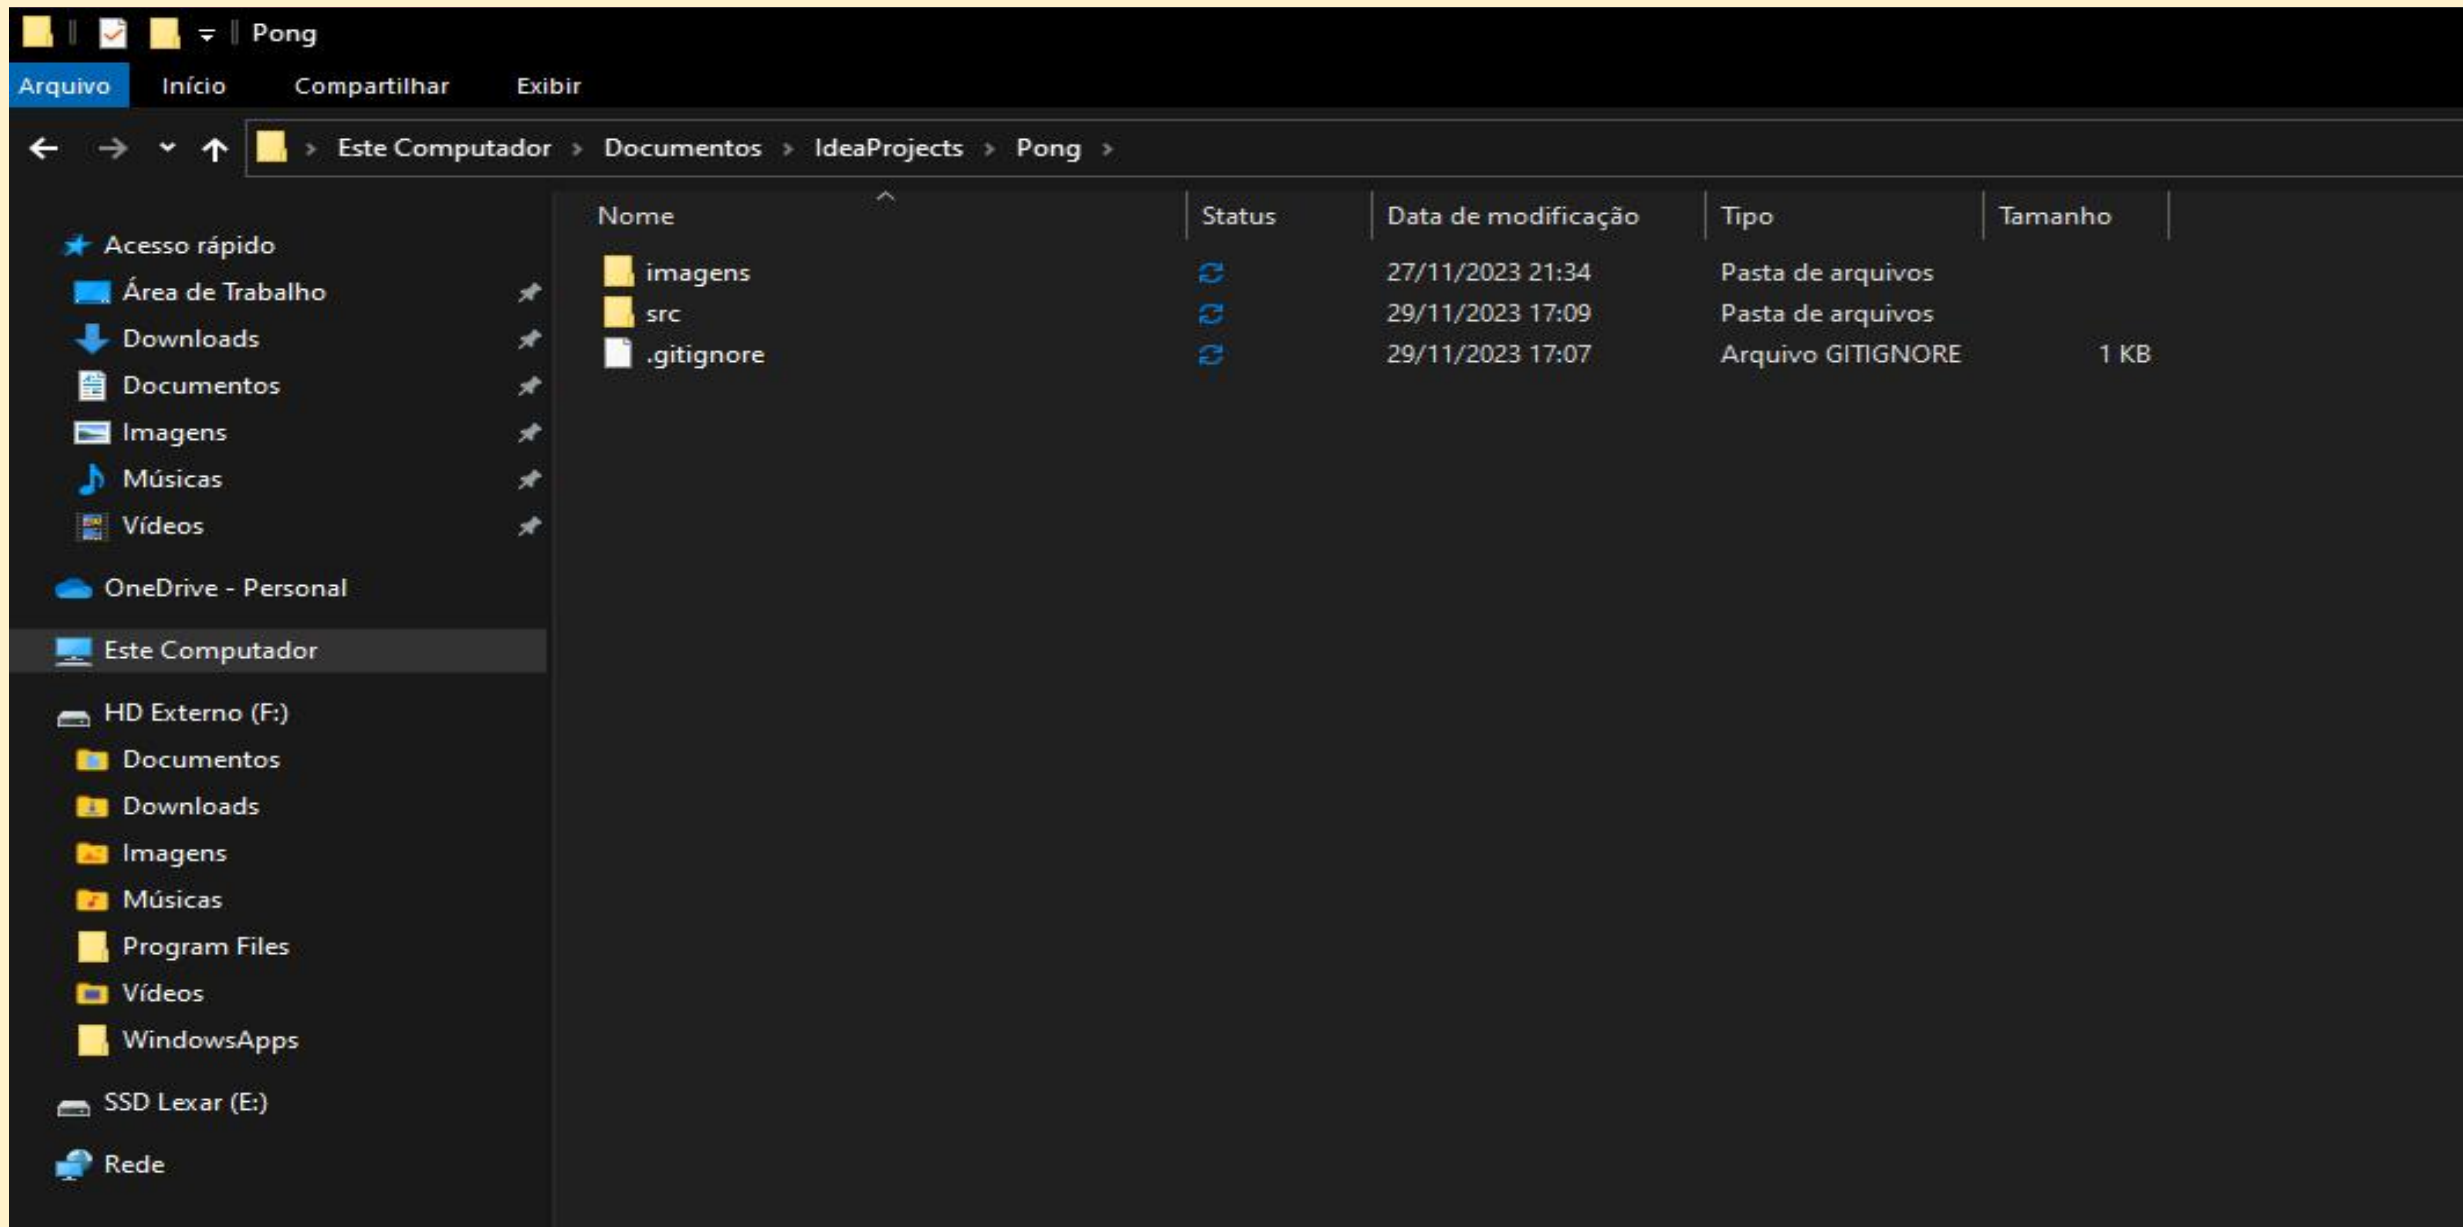 Pong
Arquivo Início Compartilhar Exibir
Este Computador Documentos IdeaProjects Pong
Nome Status Data de modificação Tipo Tamanho
imagens 27/11/2023 21:34 Pasta de arquivos
src 29/11/2023 17:09 Pasta de arquivos
.gitignore 29/11/2023 17:07 Arquivo GITIGNORE 1 KB
Acesso rápido
Área de Trabalho
Downloads
Documentos
Imagens
Músicas
Vídeos
OneDrive - Personal
Este Computador
HD Externo (F:)
Documentos
Downloads
Imagens
Músicas
Program Files
Vídeos
WindowsApps
SSD Lexar (E:)
Rede